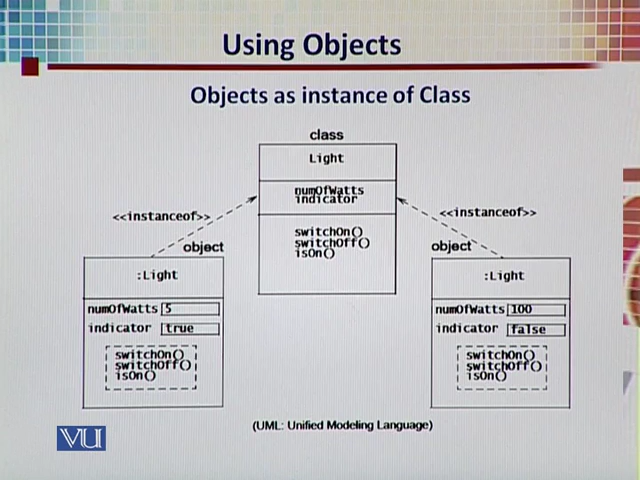 Using Objects
Objects as instance of Class
class
Light
numOfWatts
indicator
switchOn()
switchOff()
isOn()
<<instanceof>>
<<instanceof>>
object
object
:Light
numOfWatts 5
indicator true
switchOn()
switchOff()
isOn()
:Light
numOfWatts 100
indicator false
switchOn()
switchOff()
isOn()
VU
(UML: Unified Modeling Language)